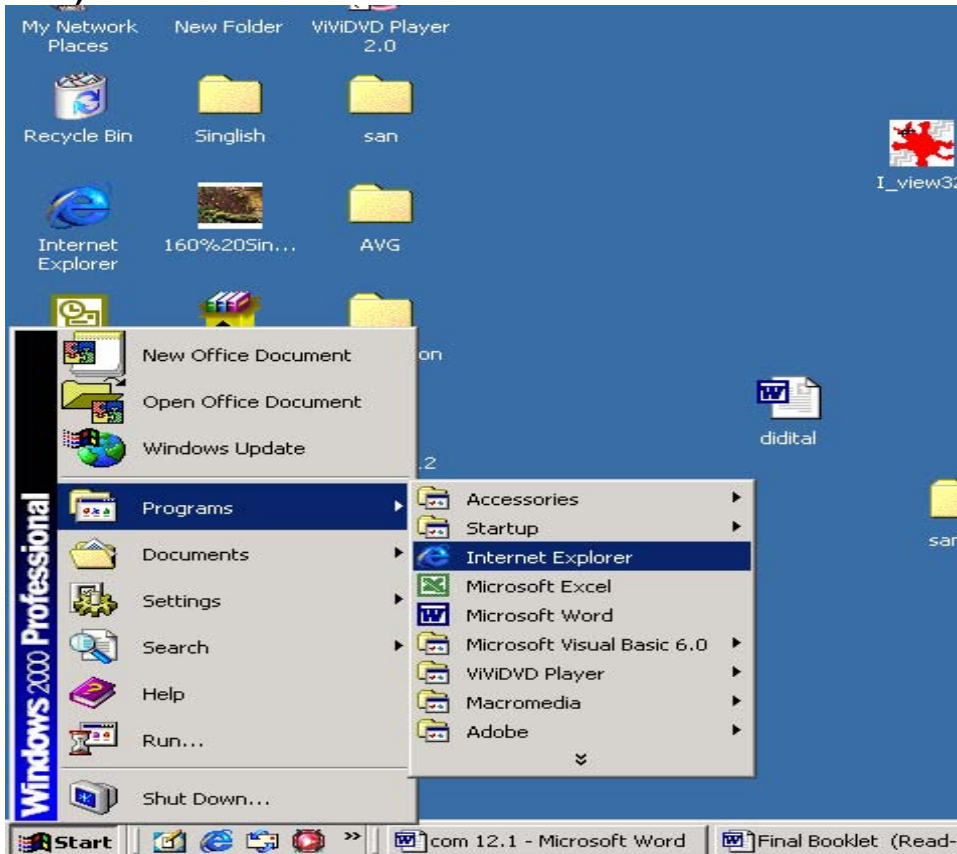 My Network Places
New Folder
ViViDVD Player 2.0
Recycle Bin
Singlish
san
I_view32
Internet Explorer
160%20Sin...
AVG
on
didital
.2
san
New Office Document
Open Office Document
Windows Update
Programs
Documents
Settings
Search
Help
Run...
Shut Down...
Windows 2000 Professional
Accessories
Startup
Internet Explorer
Microsoft Excel
Microsoft Word
Microsoft Visual Basic 6.0
ViViDVD Player
Macromedia
Adobe
Start
com 12.1 - Microsoft Word
Final Booklet (Read-